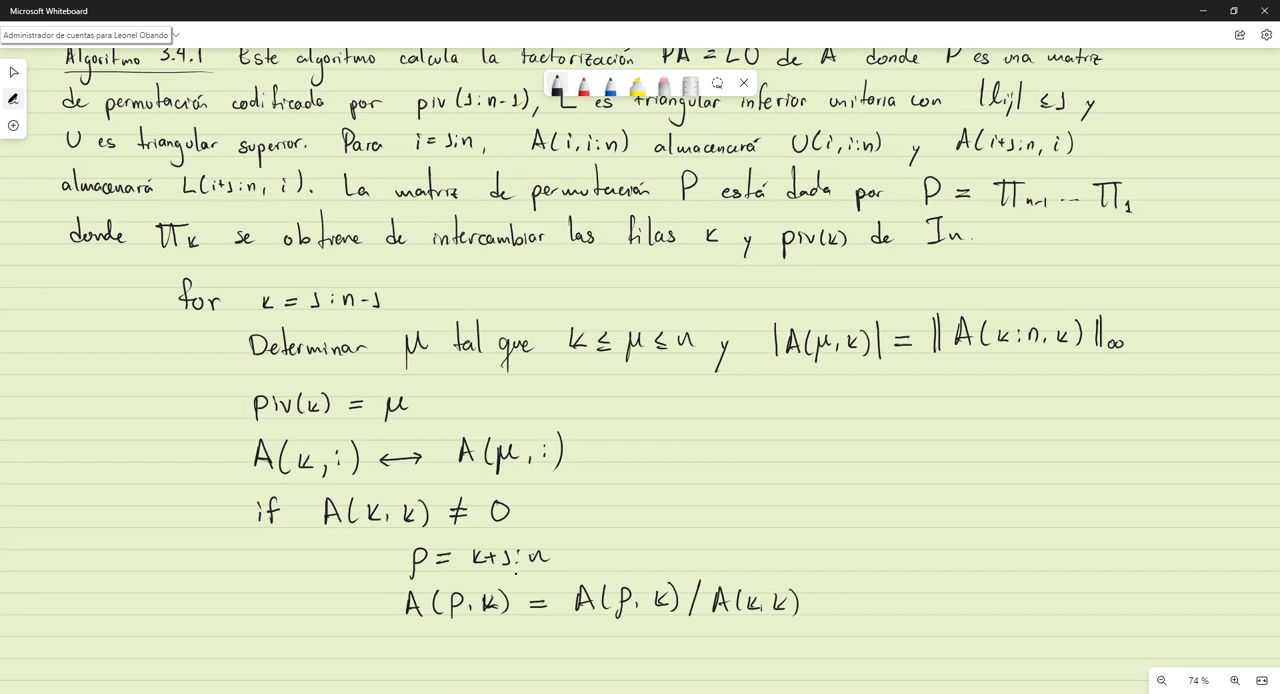 Microsoft Whiteboard
Administrador de cuentas para Leonel Obando
Algoritmo 3.4.1 Este algoritmo calcula la factorización PA = LU de A donde P es una matriz
de permutación codificada por piv(1:n-1), L es triangular inferior unitaria con |lij| ≤ 1 y
U es triangular superior. Para i = 1:n, A(i, i:n) almacenará U(i, i:n) y A(i+1:n, i)
almacenará L(i+1:n, i). La matriz de permutación P está dada por P = Π_{n-1} ... Π_1
donde Π_k se obtiene de intercambiar las filas k y piv(k) de In.
for k = 1:n-1
Determinar μ tal que k ≤ μ ≤ n y |A(μ, k)| = ‖A(k:n, k)‖∞
piv(k) = μ
A(k, :) ↔ A(μ, :)
if A(k, k) ≠ 0
ρ = k+1:n
A(ρ, k) = A(ρ, k) / A(k, k)
74 %